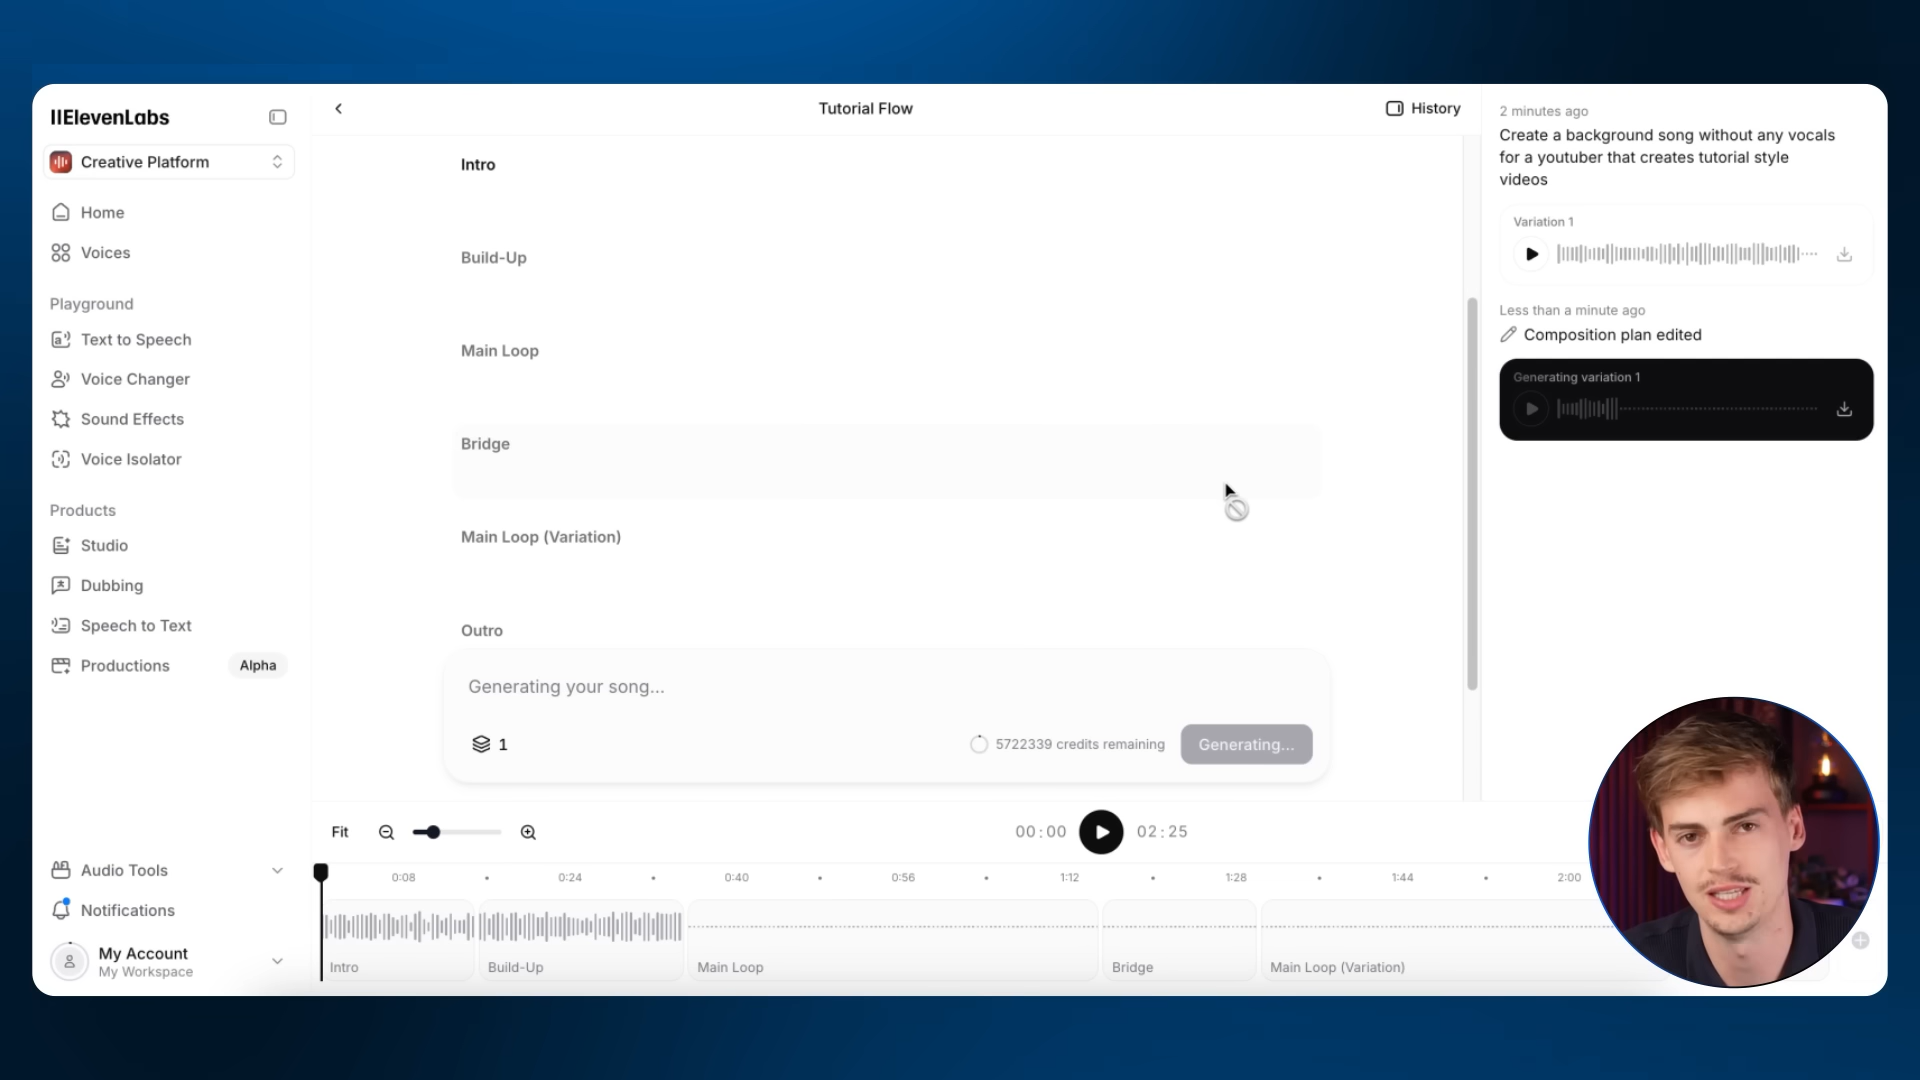 IIElevenLabs
Creative Platform
Home
Voices
Playground
Text to Speech
Voice Changer
Sound Effects
Voice Isolator
Products
Studio
Dubbing
Speech to Text
Productions Alpha
Audio Tools
Notifications
My Account
My Workspace
Tutorial Flow
History
Intro
Build-Up
Main Loop
Bridge
Main Loop (Variation)
Outro
Generating your song...
1
5722339 credits remaining
Generating...
2 minutes ago
Create a background song without any vocals
for a youtuber that creates tutorial style
videos
Variation 1
Less than a minute ago
Composition plan edited
Generating variation 1
Fit
00:00
02:25
0:08 0:24 0:40 0:56 1:12 1:28 1:44 2:00
Intro Build-Up Main Loop Bridge Main Loop (Variation)